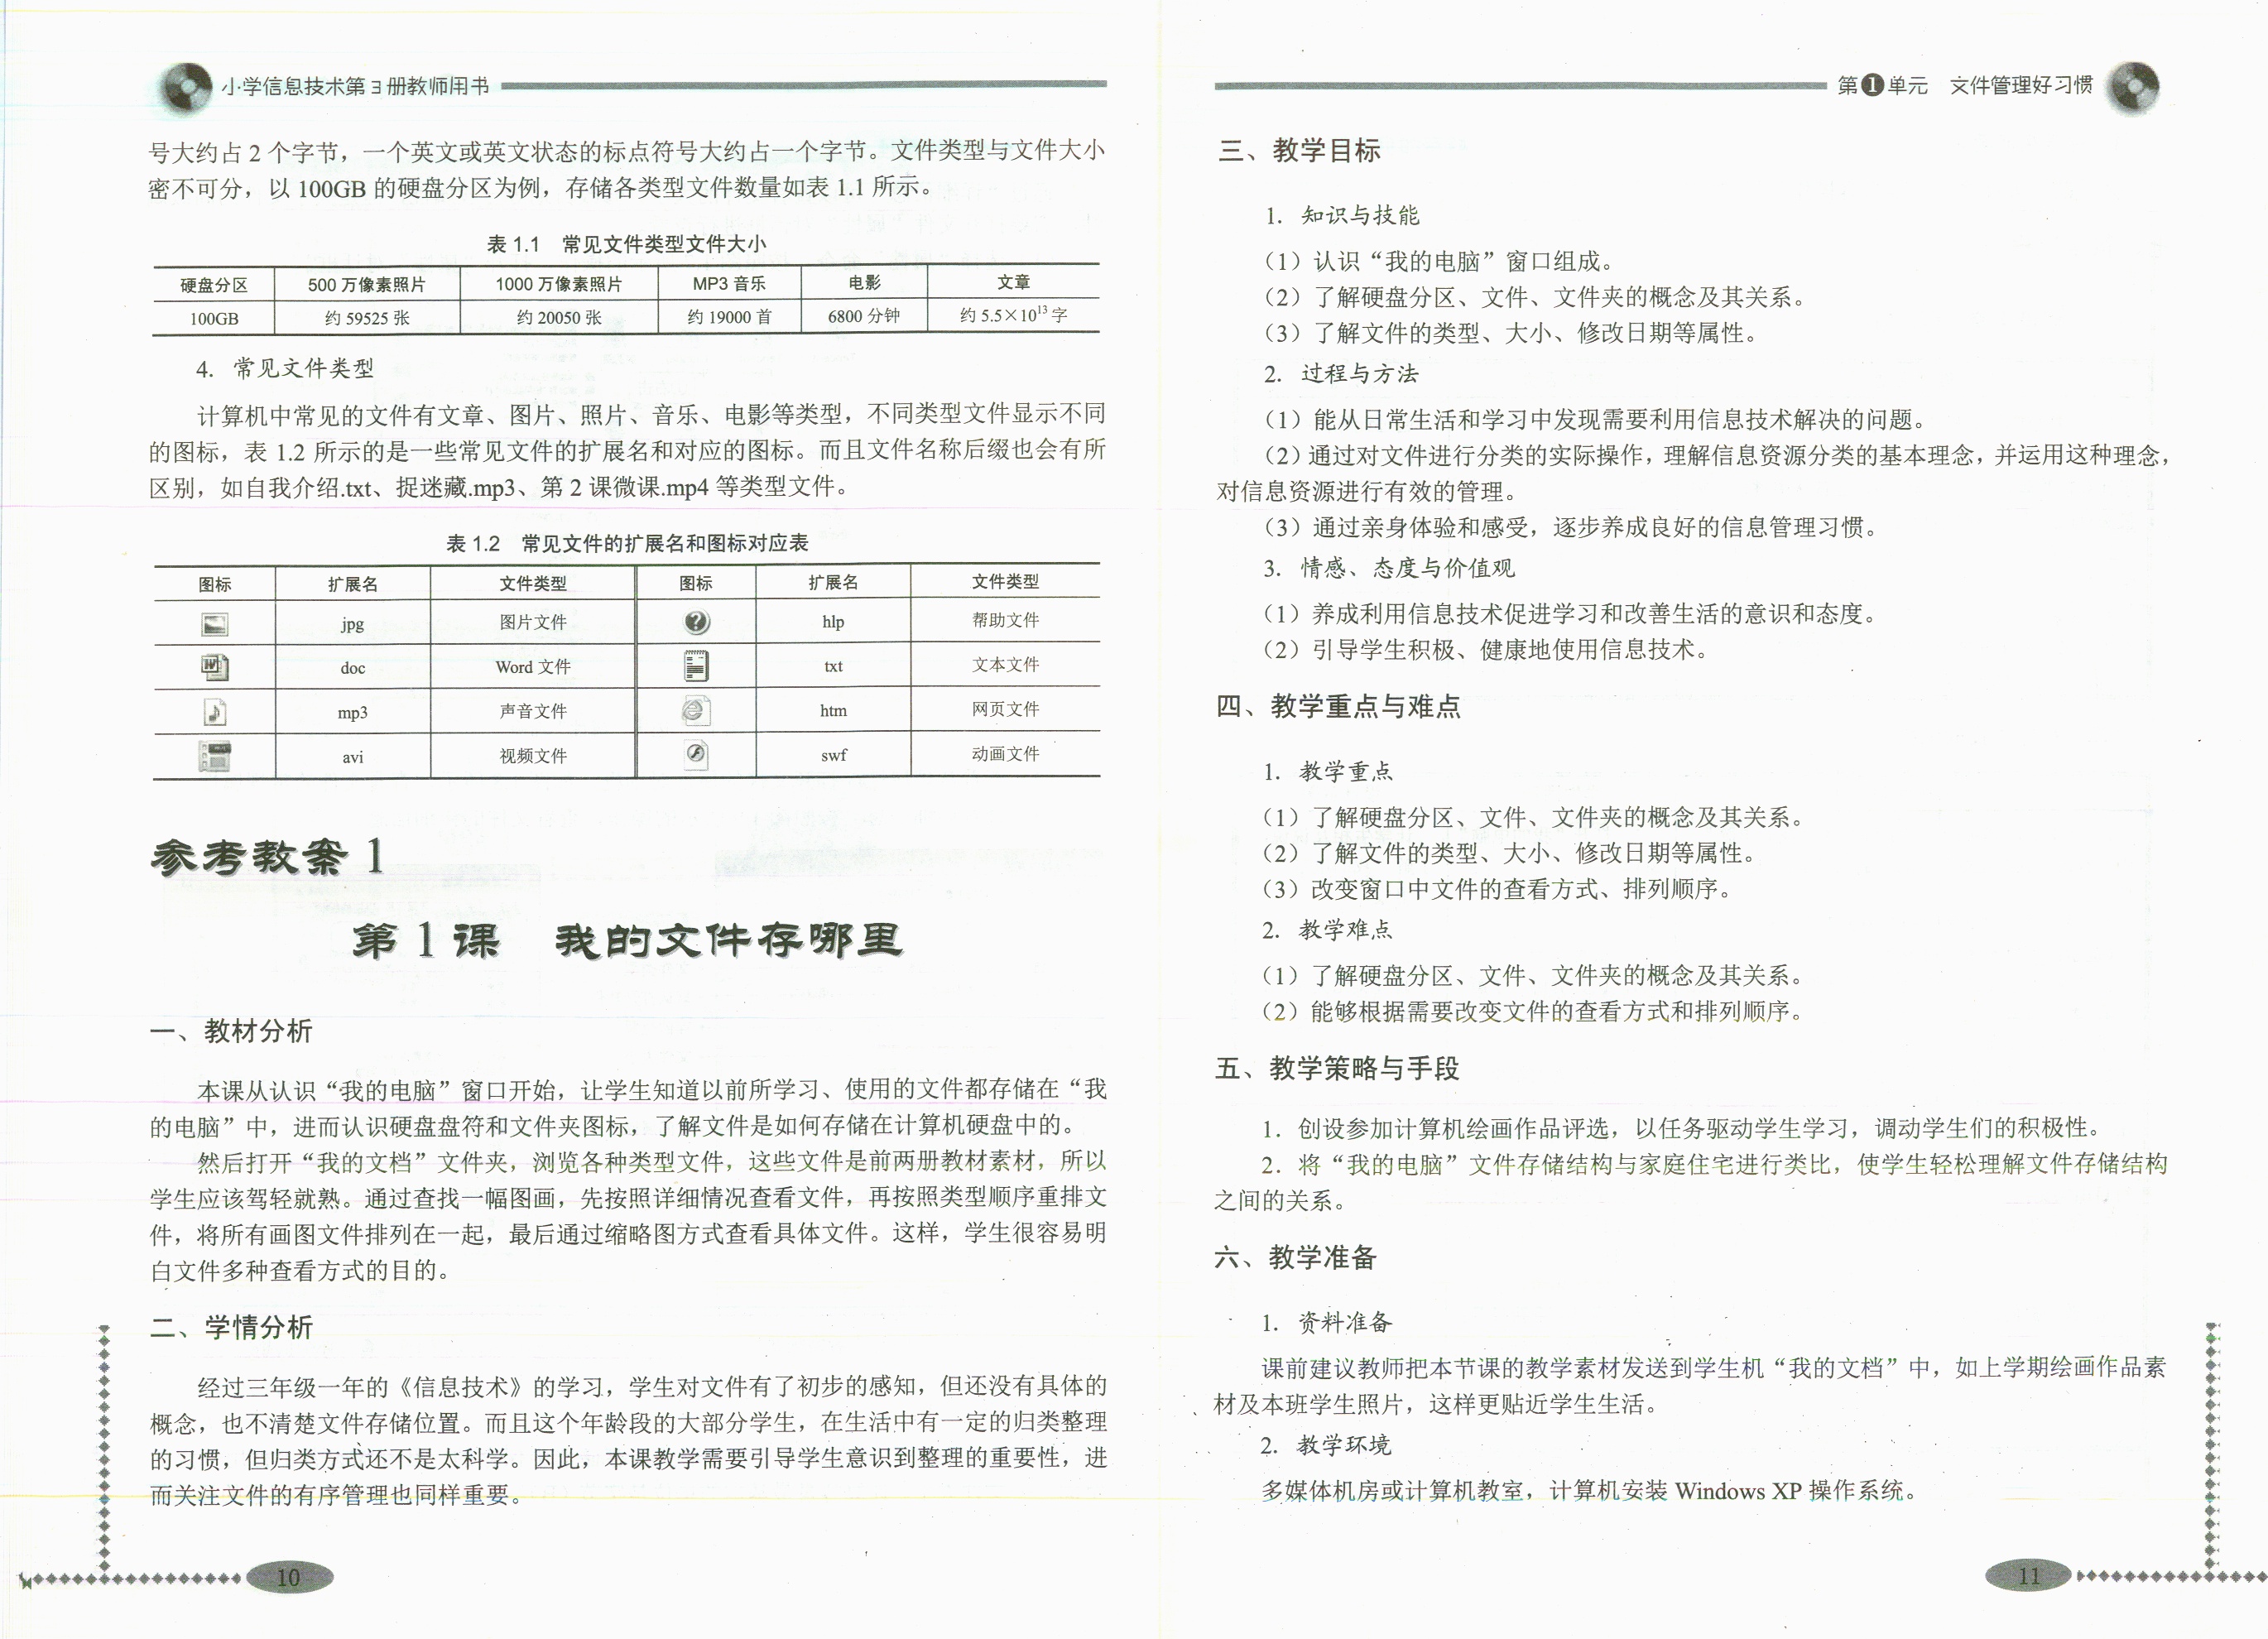 小学信息技术第3册教师用书
号大约占 2 个字节，一个英文或英文状态的标点符号大约占一个字节。文件类型与文件大小
密不可分，以 100GB 的硬盘分区为例，存储各类型文件数量如表 1.1 所示。
表 1.1 常见文件类型文件大小
硬盘分区 500 万像素照片 1000 万像素照片 MP3 音乐 电影 文章
100GB 约 59525 张 约 20050 张 约 19000 首 6800 分钟 约 5.5×10¹³ 字
4. 常见文件类型
计算机中常见的文件有文章、图片、照片、音乐、电影等类型，不同类型文件显示不同
的图标，表 1.2 所示的是一些常见文件的扩展名和对应的图标。而且文件名称后缀也会有所
区别，如自我介绍.txt、捉迷藏.mp3、第 2 课微课.mp4 等类型文件。
表 1.2 常见文件的扩展名和图标对应表
图标 扩展名 文件类型 图标 扩展名 文件类型
jpg 图片文件 hlp 帮助文件
doc Word 文件 txt 文本文件
mp3 声音文件 htm 网页文件
avi 视频文件 swf 动画文件
参考教案 1
第 1 课 我的文件存哪里
一、教材分析
本课从认识“我的电脑”窗口开始，让学生知道以前所学习、使用的文件都存储在“我
的电脑”中，进而认识硬盘盘符和文件夹图标，了解文件是如何存储在计算机硬盘中的。
然后打开“我的文档”文件夹，浏览各种类型文件，这些文件是前两册教材素材，所以
学生应该驾轻就熟。通过查找一幅图画，先按照详细情况查看文件，再按照类型顺序重排文
件，将所有画图文件排列在一起，最后通过缩略图方式查看具体文件。这样，学生很容易明
白文件多种查看方式的目的。
二、学情分析
经过三年级一年的《信息技术》的学习，学生对文件有了初步的感知，但还没有具体的
概念，也不清楚文件存储位置。而且这个年龄段的大部分学生，在生活中有一定的归类整理
的习惯，但归类方式还不是太科学。因此，本课教学需要引导学生意识到整理的重要性，进
而关注文件的有序管理也同样重要。
10
第1单元 文件管理好习惯
三、教学目标
1. 知识与技能
（1）认识“我的电脑”窗口组成。
（2）了解硬盘分区、文件、文件夹的概念及其关系。
（3）了解文件的类型、大小、修改日期等属性。
2. 过程与方法
（1）能从日常生活和学习中发现需要利用信息技术解决的问题。
（2）通过对文件进行分类的实际操作，理解信息资源分类的基本理念，并运用这种理念，
对信息资源进行有效的管理。
（3）通过亲身体验和感受，逐步养成良好的信息管理习惯。
3. 情感、态度与价值观
（1）养成利用信息技术促进学习和改善生活的意识和态度。
（2）引导学生积极、健康地使用信息技术。
四、教学重点与难点
1. 教学重点
（1）了解硬盘分区、文件、文件夹的概念及其关系。
（2）了解文件的类型、大小、修改日期等属性。
（3）改变窗口中文件的查看方式、排列顺序。
2. 教学难点
（1）了解硬盘分区、文件、文件夹的概念及其关系。
（2）能够根据需要改变文件的查看方式和排列顺序。
五、教学策略与手段
1. 创设参加计算机绘画作品评选，以任务驱动学生学习，调动学生们的积极性。
2. 将“我的电脑”文件存储结构与家庭住宅进行类比，使学生轻松理解文件存储结构
之间的关系。
六、教学准备
1. 资料准备
课前建议教师把本节课的教学素材发送到学生机“我的文档”中，如上学期绘画作品素
材及本班学生照片，这样更贴近学生生活。
2. 教学环境
多媒体机房或计算机教室，计算机安装 Windows XP 操作系统。
11